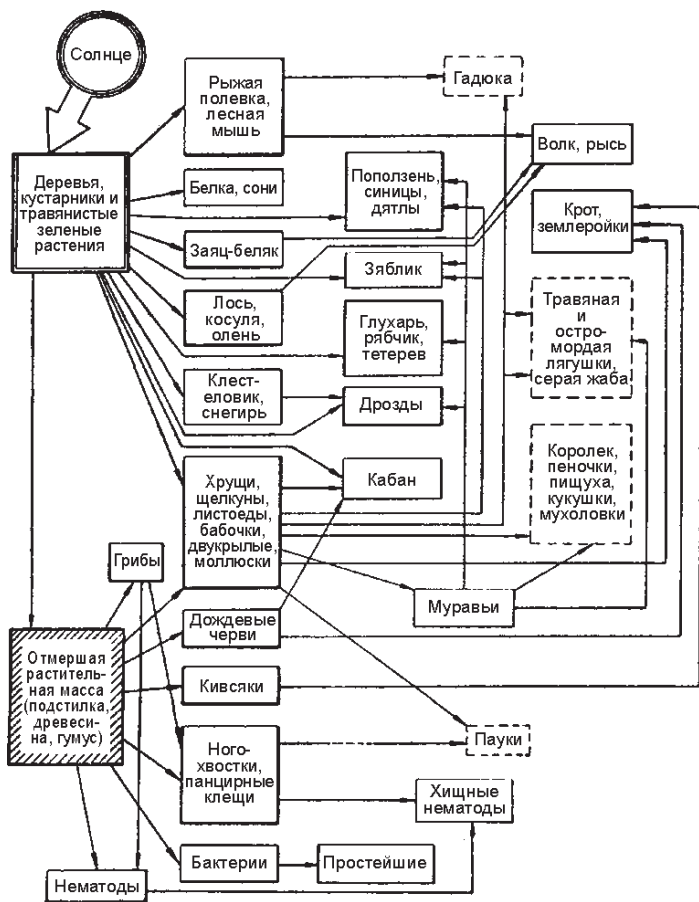 Солнце
Рыжая
полевка,
лесная
мышь
Гадюка
Волк, рысь
Деревья,
кустарники и
травянистые
зеленые
растения
Белка, сони
Поползень,
синицы,
дятлы
Крот,
землеройки
Заяц-беляк
Зяблик
Лось,
косуля,
олень
Глухарь,
рябчик,
тетерев
Травяная
и
остро-
мордая
лягушки,
серая жаба
Клест-
еловик,
снегирь
Дрозды
Хрущи,
щелкуны,
листоеды,
бабочки,
двукрылые,
моллюски
Кабан
Королек,
пеночки,
пищуха,
кукушки,
мухоловки
Грибы
Муравьи
Дождевые
черви
Отмершая
раститель-
ная масса
(подстилка,
древеси-
на, гумус)
Кивсяки
Ного-
хвостки,
панцирные
клещи
Пауки
Хищные
нематоды
Бактерии
Простейшие
Нематоды